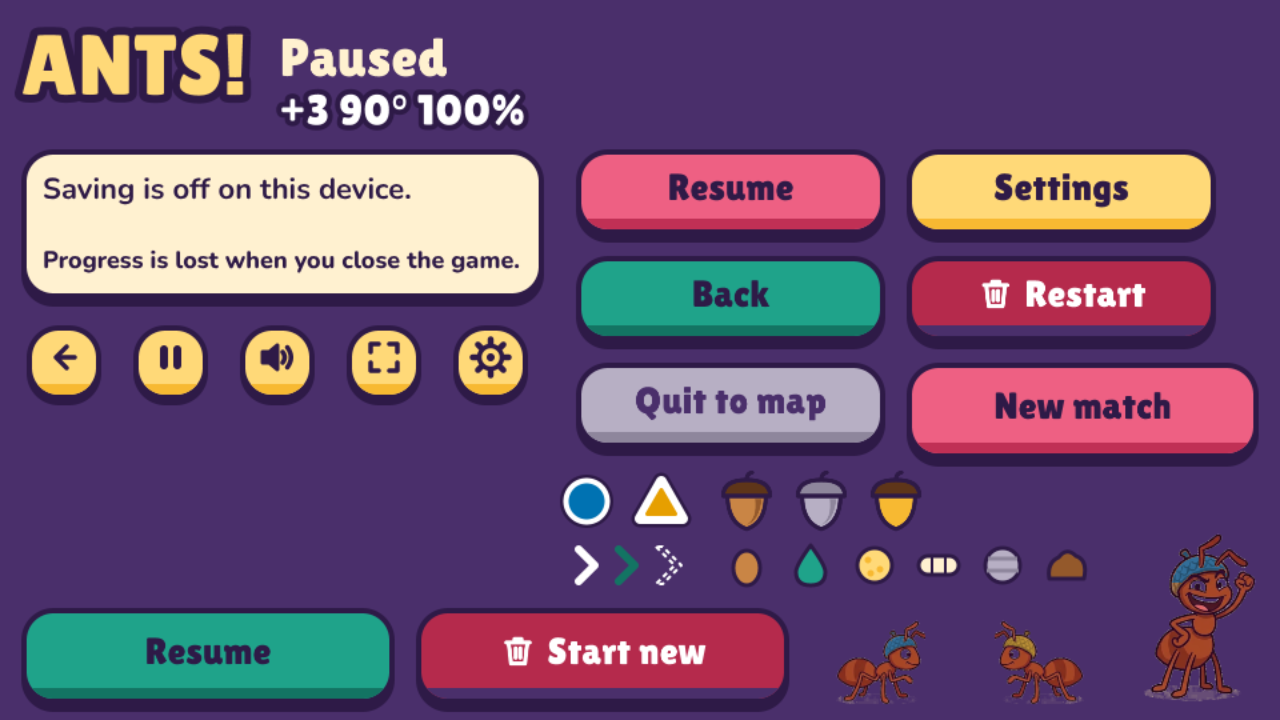 ANTS!
Paused
+3 90° 100%
Saving is off on this device.
Progress is lost when you close the game.
Resume
Settings
Back
Restart
Quit to map
New match
Resume
Start new